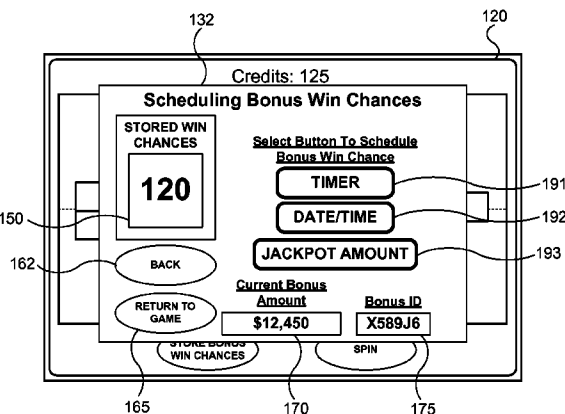 132
120
Credits: 125
Scheduling Bonus Win Chances
STORED WIN
CHANCES
120
150
Select Button To Schedule
Bonus Win Chance
TIMER
191
DATE/TIME
192
JACKPOT AMOUNT
193
162
BACK
RETURN TO
GAME
Current Bonus
Amount
$12,450
Bonus ID
X589J6
STORE BONUS
WIN CHANCES
SPIN
165
170
175